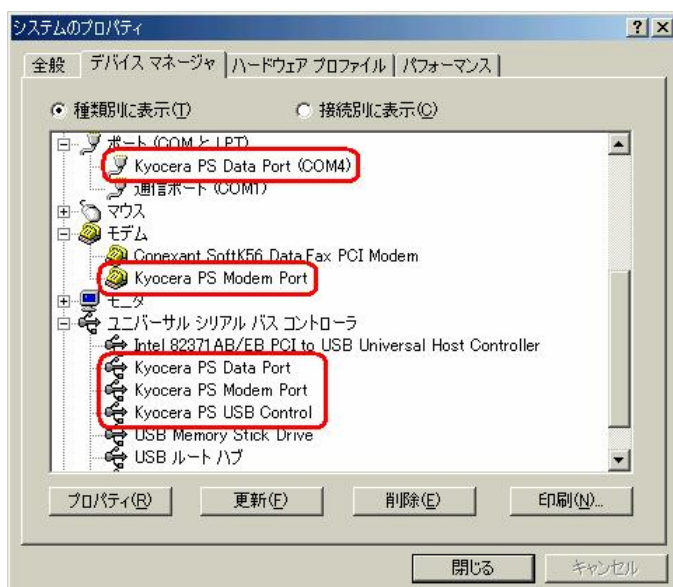 システムのプロパティ
全般 デバイス マネージャ ハードウェア プロファイル パフォーマンス
種類別に表示(T) 接続別に表示(C)
ポート (COM と LPT)
Kyocera PS Data Port (COM4)
通信ポート (COM1)
マウス
モデム
Conexant SoftK56 Data,Fax PCI Modem
Kyocera PS Modem Port
モニタ
ユニバーサル シリアル バス コントローラ
Intel 82371AB/EB PCI to USB Universal Host Controller
Kyocera PS Data Port
Kyocera PS Modem Port
Kyocera PS USB Control
USB Memory Stick Drive
USB ルート ハブ
プロパティ(R) 更新(F) 削除(E) 印刷(N)...
閉じる キャンセル